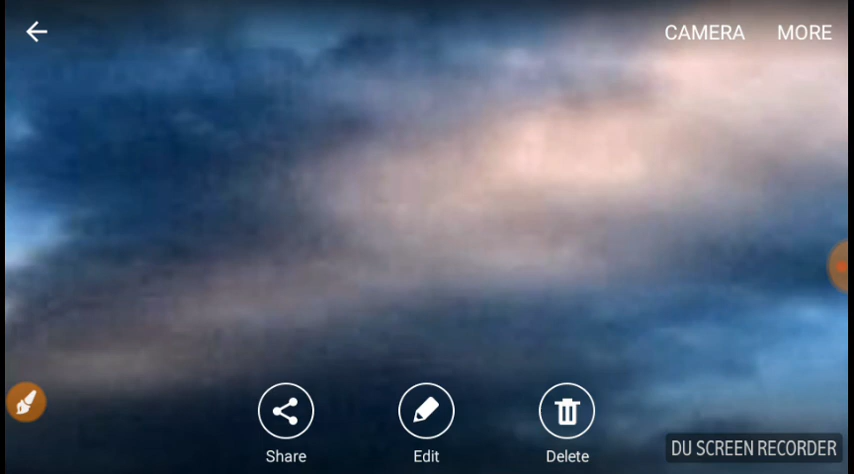 CAMERA MORE
Share Edit Delete
DU SCREEN RECORDER